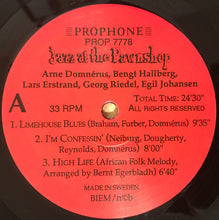 PROPHONE
PROP 7778
Jazz at the Pawnshop
Arne Domnérus, Bengt Hallberg,
Lars Erstrand, Georg Riedel, Egil Johansen
A
33 RPM
TOTAL TIME: 24'30"
ALL RIGHTS RESERVED
1. LIMEHOUSE BLUES (Braham, Furber, Domnérus) 9'35"
2. I'M CONFESSIN' (Neiburg, Dougherty,
Reynolds, Domnérus) 8'00"
3. HIGH LIFE (African Folk Melody,
Arranged by Bernt Egerbladh) 6'40"
MADE IN SWEDEN
BIEM/n©b